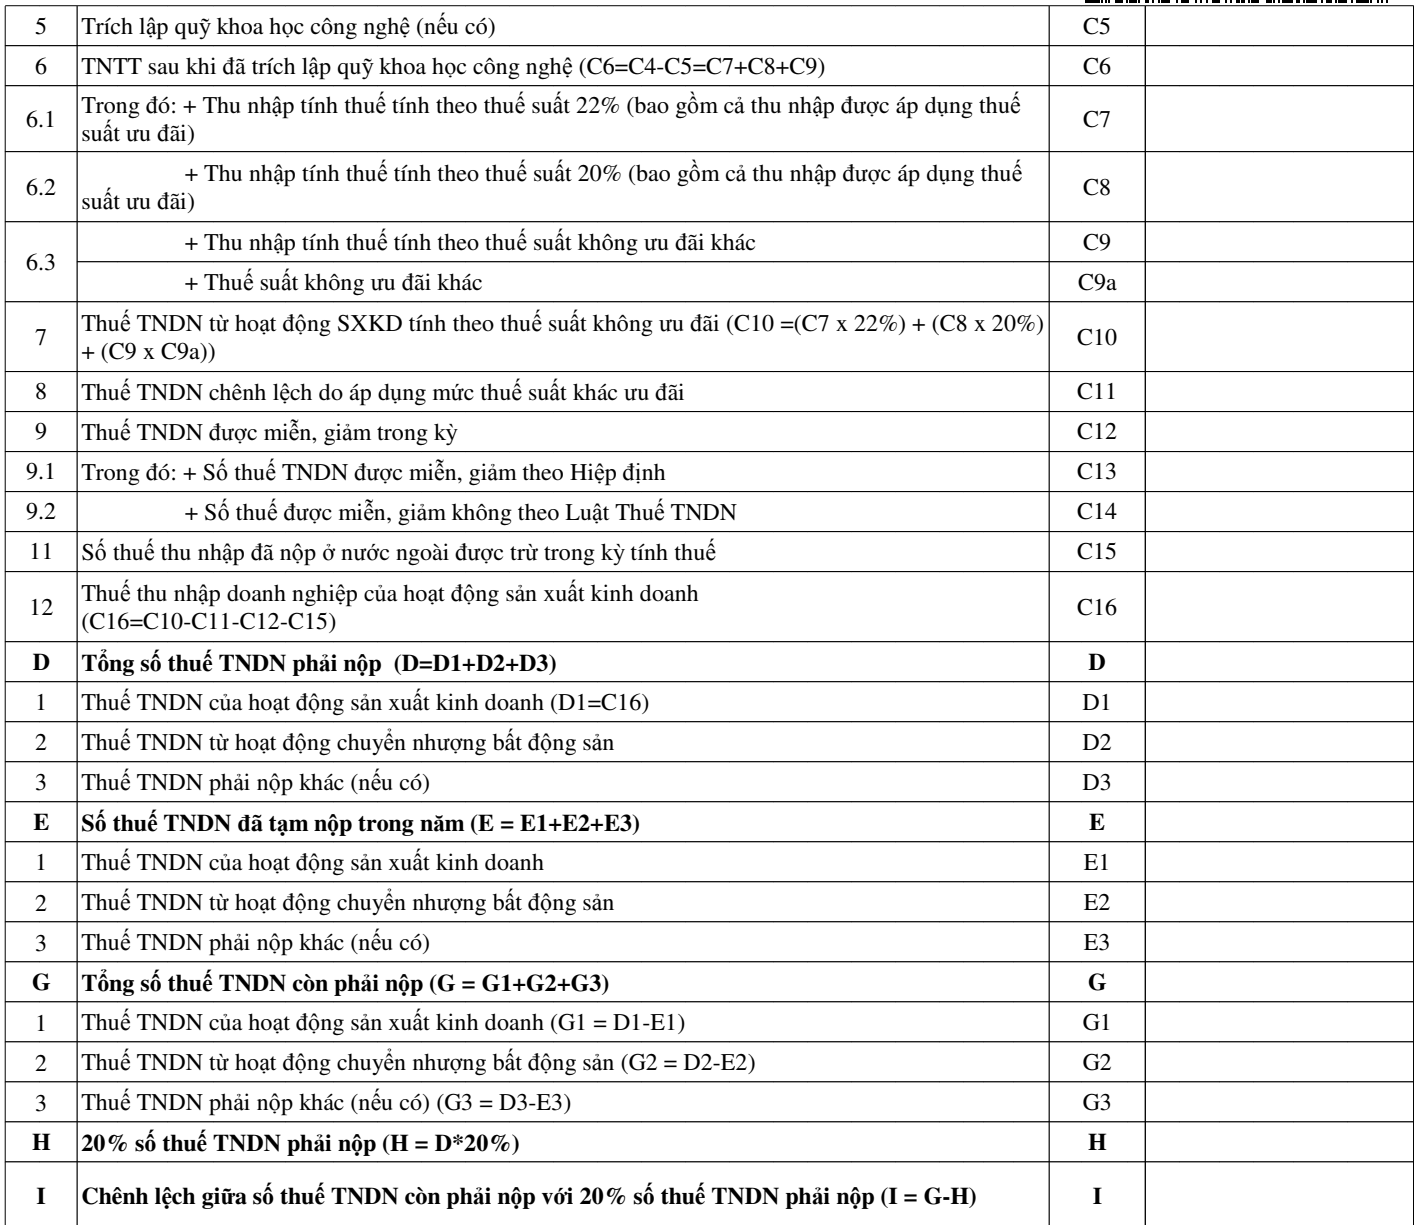 5 Trích lập quỹ khoa học công nghệ (nếu có) C5
6 TNTT sau khi đã trích lập quỹ khoa học công nghệ (C6=C4-C5=C7+C8+C9) C6
6.1 Trong đó: + Thu nhập tính thuế tính theo thuế suất 22% (bao gồm cả thu nhập được áp dụng thuế
suất ưu đãi) C7
6.2 + Thu nhập tính thuế tính theo thuế suất 20% (bao gồm cả thu nhập được áp dụng thuế
suất ưu đãi) C8
6.3 + Thu nhập tính thuế tính theo thuế suất không ưu đãi khác C9
+ Thuế suất không ưu đãi khác C9a
7 Thuế TNDN từ hoạt động SXKD tính theo thuế suất không ưu đãi (C10 =(C7 x 22%) + (C8 x 20%)
+ (C9 x C9a)) C10
8 Thuế TNDN chênh lệch do áp dụng mức thuế suất khác ưu đãi C11
9 Thuế TNDN được miễn, giảm trong kỳ C12
9.1 Trong đó: + Số thuế TNDN được miễn, giảm theo Hiệp định C13
9.2 + Số thuế được miễn, giảm không theo Luật Thuế TNDN C14
11 Số thuế thu nhập đã nộp ở nước ngoài được trừ trong kỳ tính thuế C15
12 Thuế thu nhập doanh nghiệp của hoạt động sản xuất kinh doanh
(C16=C10-C11-C12-C15) C16
D Tổng số thuế TNDN phải nộp (D=D1+D2+D3) D
1 Thuế TNDN của hoạt động sản xuất kinh doanh (D1=C16) D1
2 Thuế TNDN từ hoạt động chuyển nhượng bất động sản D2
3 Thuế TNDN phải nộp khác (nếu có) D3
E Số thuế TNDN đã tạm nộp trong năm (E = E1+E2+E3) E
1 Thuế TNDN của hoạt động sản xuất kinh doanh E1
2 Thuế TNDN từ hoạt động chuyển nhượng bất động sản E2
3 Thuế TNDN phải nộp khác (nếu có) E3
G Tổng số thuế TNDN còn phải nộp (G = G1+G2+G3) G
1 Thuế TNDN của hoạt động sản xuất kinh doanh (G1 = D1-E1) G1
2 Thuế TNDN từ hoạt động chuyển nhượng bất động sản (G2 = D2-E2) G2
3 Thuế TNDN phải nộp khác (nếu có) (G3 = D3-E3) G3
H 20% số thuế TNDN phải nộp (H = D*20%) H
I Chênh lệch giữa số thuế TNDN còn phải nộp với 20% số thuế TNDN phải nộp (I = G-H) I